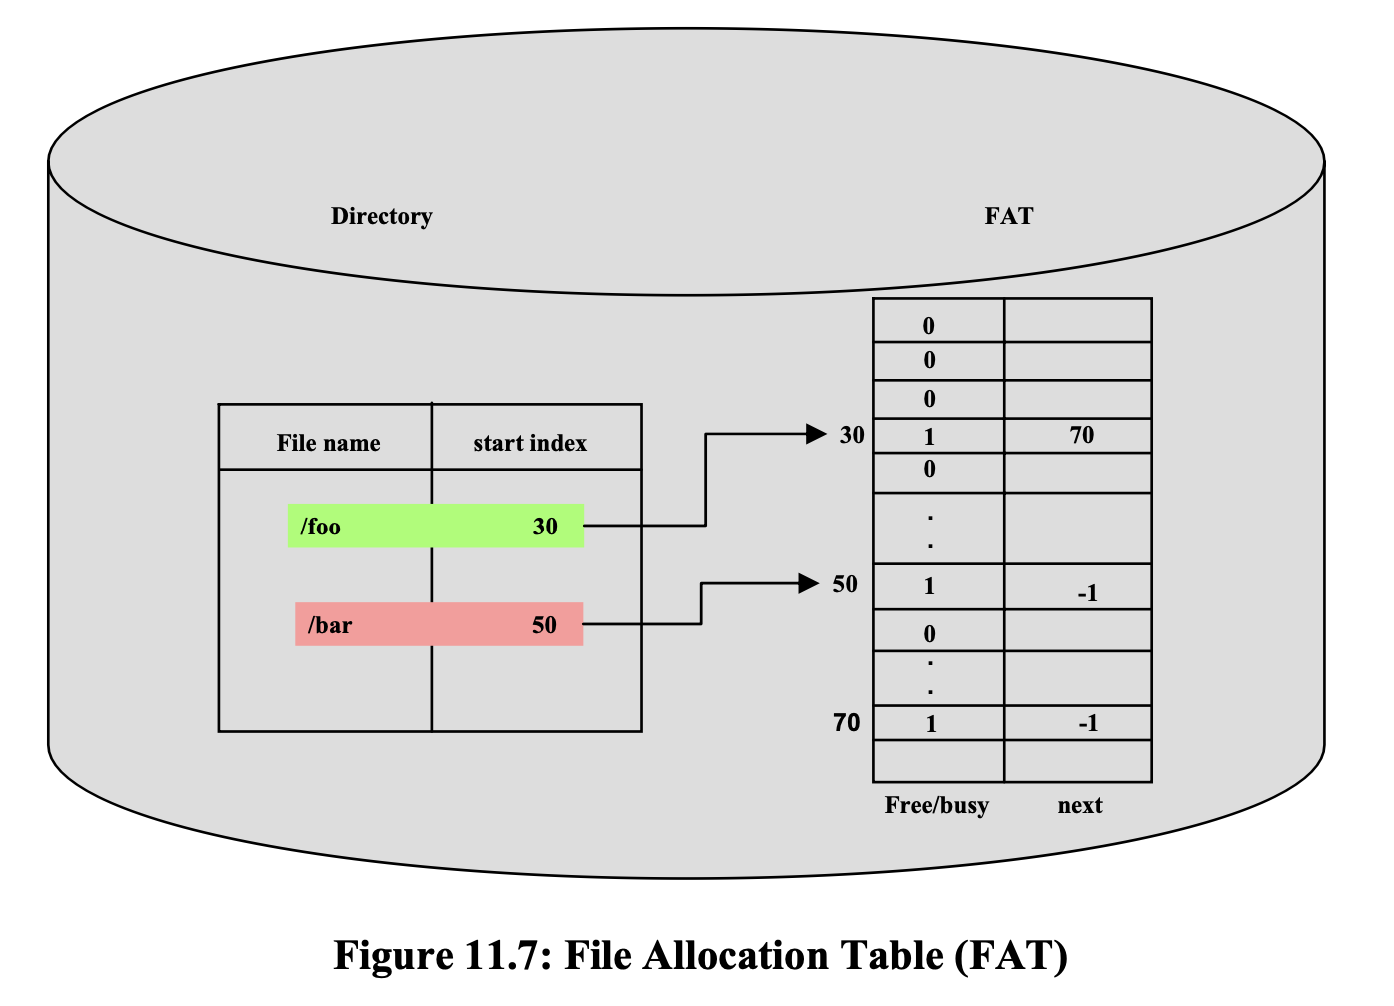 Directory FAT
0
0
0
File name start index 30 1 70
0
/foo 30 .
.
50 1 -1
/bar 50 0
.
.
70 1 -1
Free/busy next
Figure 11.7: File Allocation Table (FAT)